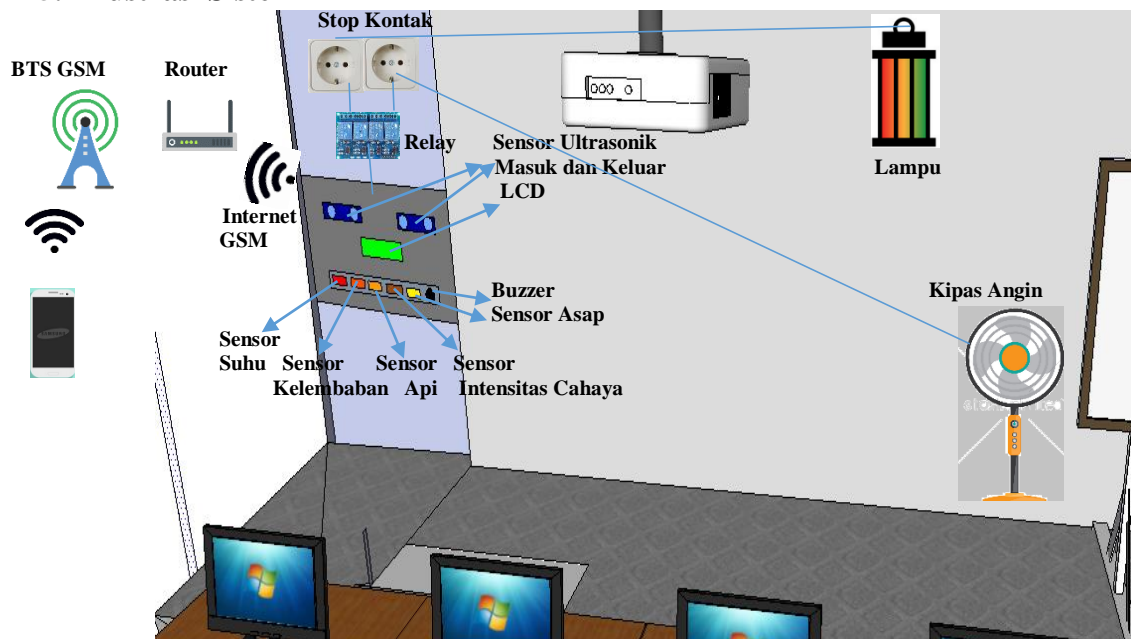 Stop Kontak
BTS GSM
Router
Relay
Sensor Ultrasonik
Masuk dan Keluar
LCD
Lampu
Internet
GSM
Buzzer
Sensor Asap
Kipas Angin
Sensor
Suhu
Sensor
Kelembaban
Sensor
Api
Sensor
Intensitas Cahaya
SAMSUNG